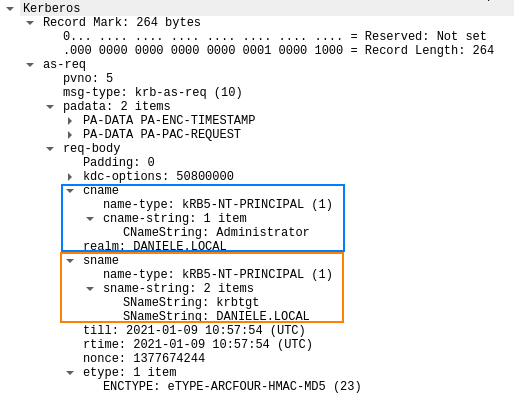 Kerberos
Record Mark: 264 bytes
0... .... .... .... .... .... .... .... = Reserved: Not set
.000 0000 0000 0000 0000 0001 0000 1000 = Record Length: 264
as-req
pvno: 5
msg-type: krb-as-req (10)
padata: 2 items
PA-DATA PA-ENC-TIMESTAMP
PA-DATA PA-PAC-REQUEST
req-body
Padding: 0
kdc-options: 50800000
cname
name-type: kRB5-NT-PRINCIPAL (1)
cname-string: 1 item
CNameString: Administrator
realm: DANIELE.LOCAL
sname
name-type: kRB5-NT-PRINCIPAL (1)
sname-string: 2 items
SNameString: krbtgt
SNameString: DANIELE.LOCAL
till: 2021-01-09 10:57:54 (UTC)
rtime: 2021-01-09 10:57:54 (UTC)
nonce: 1377674244
etype: 1 item
ENCTYPE: eTYPE-ARCFOUR-HMAC-MD5 (23)